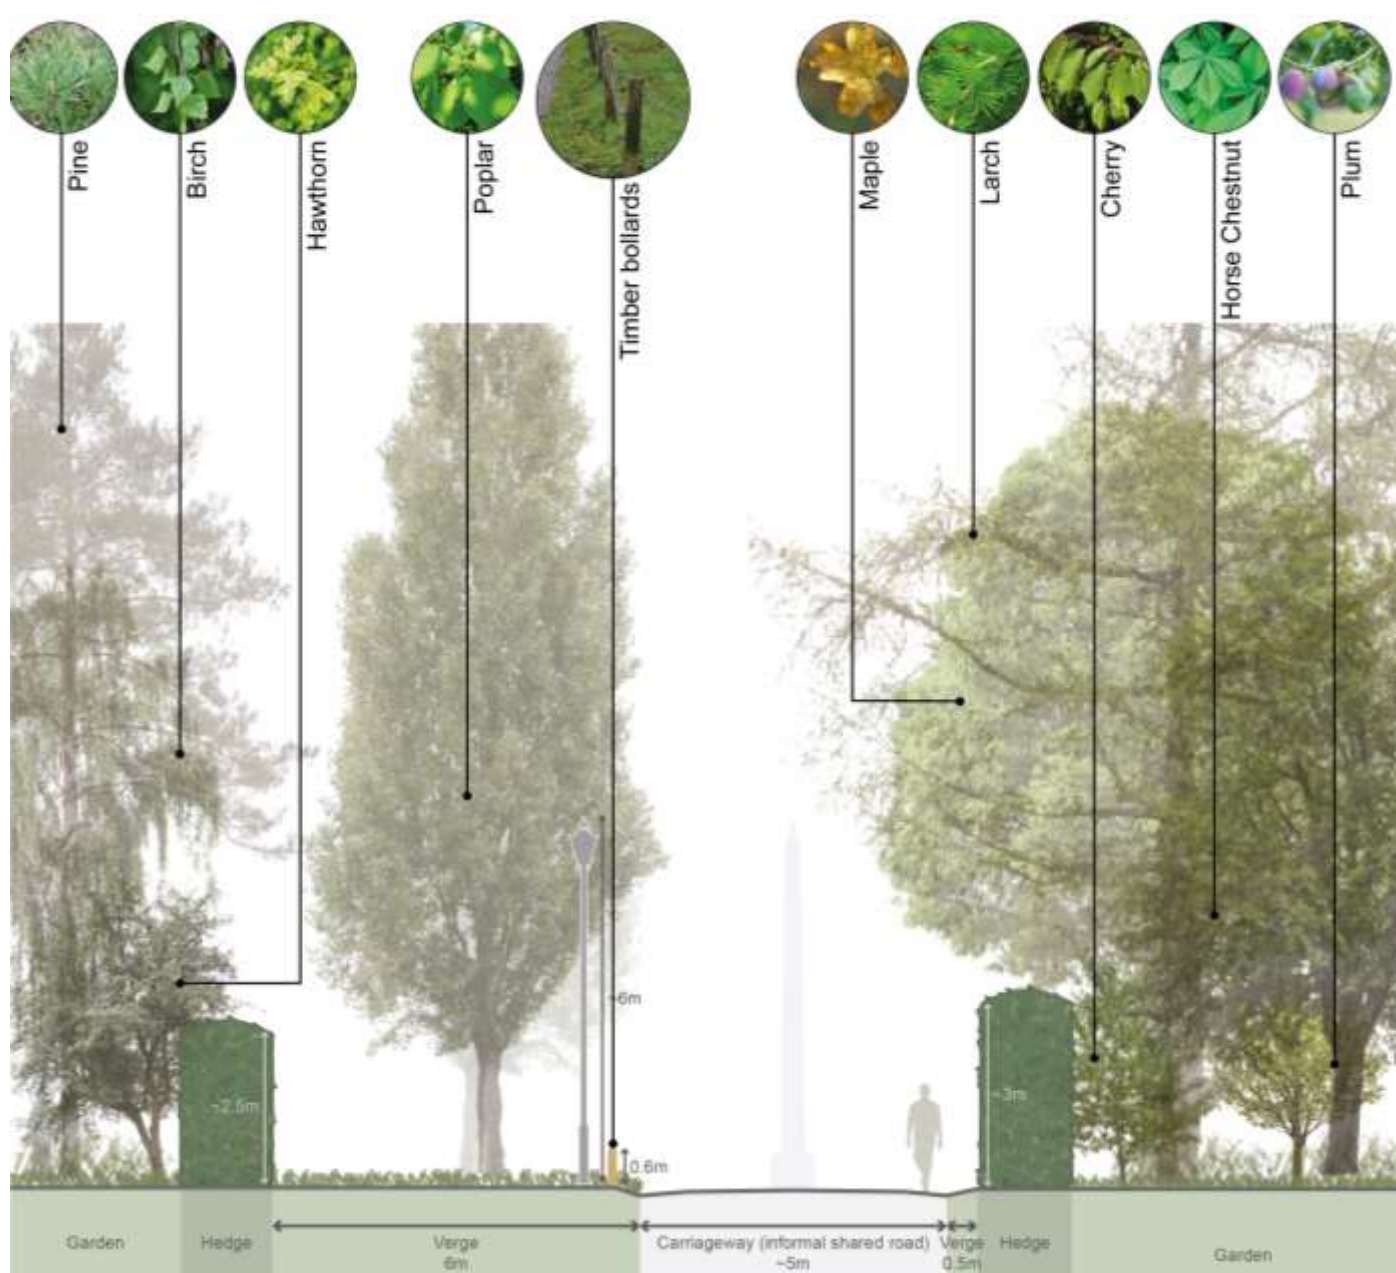 Pine
Birch
Hawthorn
Poplar
Timber bollards
Maple
Larch
Cherry
Horse Chestnut
Plum
~6m
~2.5m
~3m
0.6m
Garden
Hedge
Verge
6m
Carriageway (informal shared road)
~5m
Verge
0.5m
Hedge
Garden